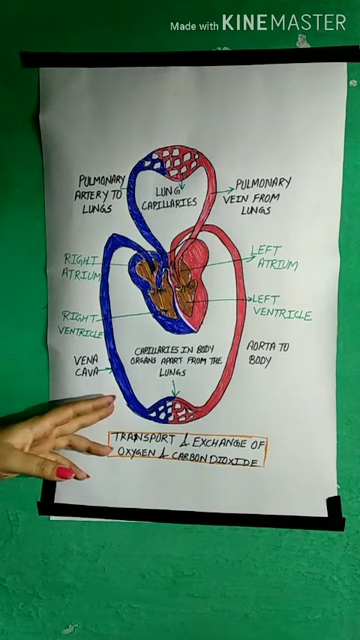 Made with KINEMASTER
PULMONARY
ARTERY TO
LUNGS
LUNG
CAPILLARIES
PULMONARY
VEIN FROM
LUNGS
RIGHT
ATRIUM
LEFT
ATRIUM
RIGHT
VENTRICLE
LEFT
VENTRICLE
VENA
CAVA
CAPILLARIES IN BODY
ORGANS APART FROM THE
LUNGS
AORTA TO
BODY
TRANSPORT & EXCHANGE OF
OXYGEN & CARBONDIOXIDE